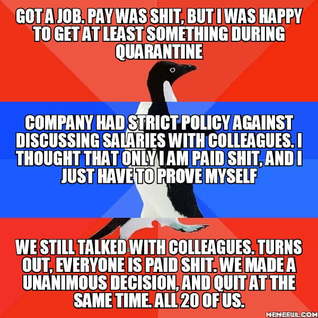 GOT A JOB. PAY WAS SHIT, BUT I WAS HAPPY
TO GET AT LEAST SOMETHING DURING
QUARANTINE
COMPANY HAD STRICT POLICY AGAINST
DISCUSSING SALARIES WITH COLLEAGUES. I
THOUGHT THAT ONLY I AM PAID SHIT, AND I
JUST HAVE TO PROVE MYSELF
WE STILL TALKED WITH COLLEAGUES. TURNS
OUT, EVERYONE IS PAID SHIT. WE MADE A
UNANIMOUS DECISION, AND QUIT AT THE
SAME TIME. ALL 20 OF US.
MEMEFUL.COM